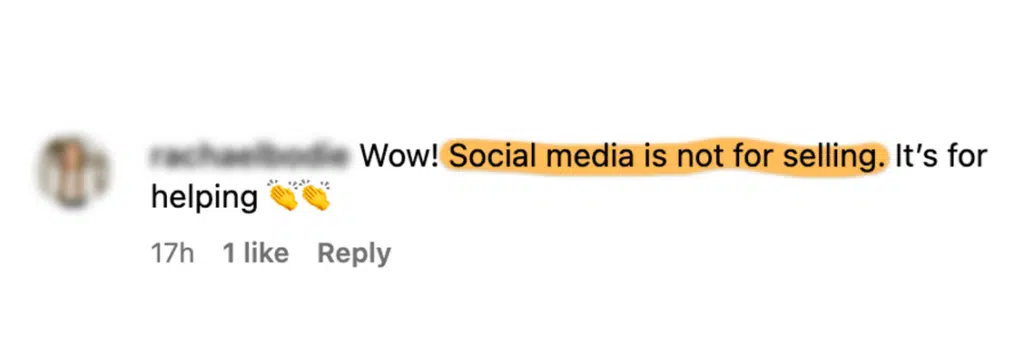 Wow! Social media is not for selling. It’s for
helping 👏👏
17h 1 like Reply